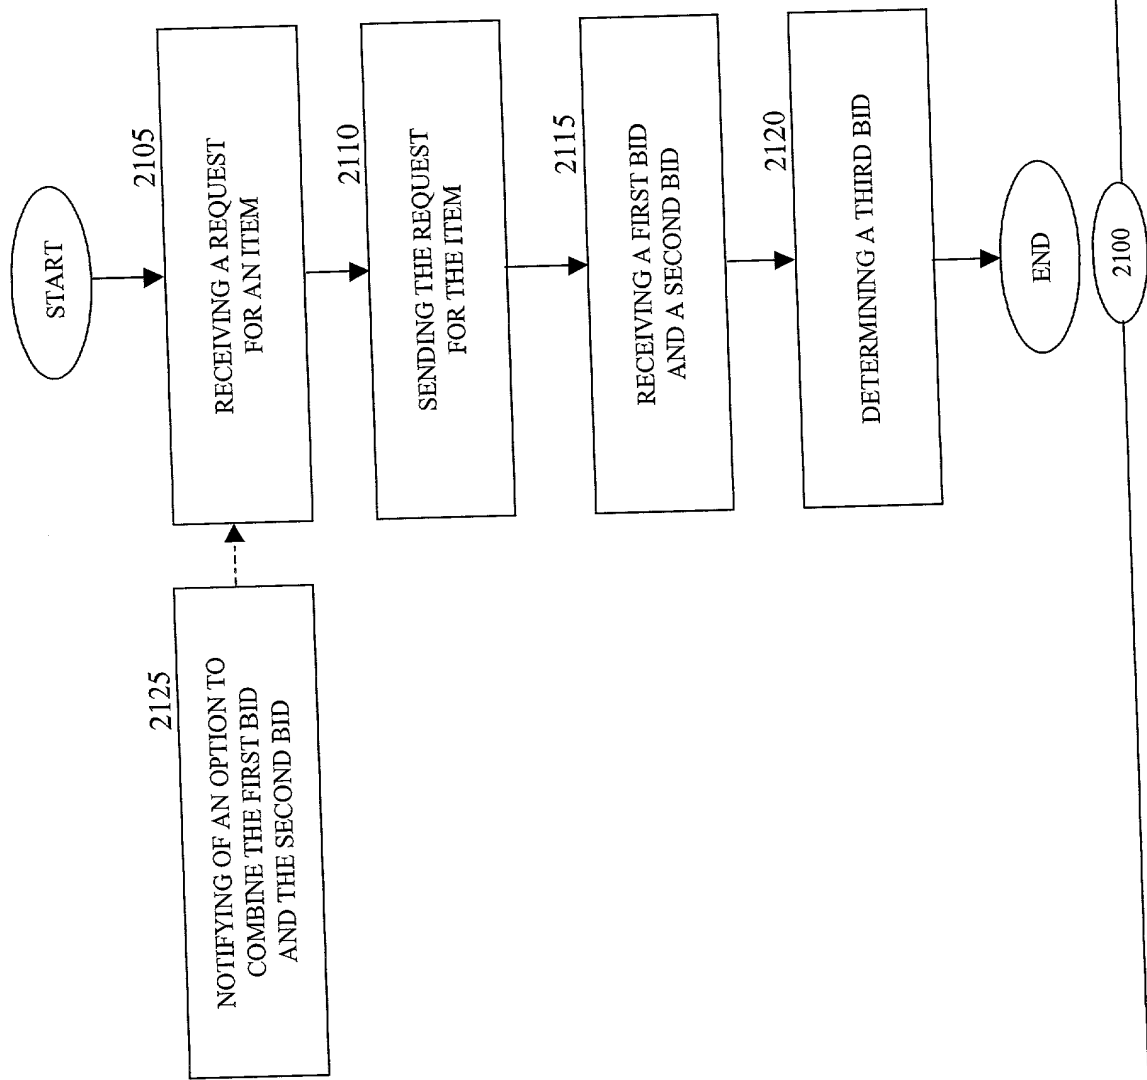 START
2105
RECEIVING A REQUEST
FOR AN ITEM
2125
NOTIFYING OF AN OPTION TO
COMBINE THE FIRST BID
AND THE SECOND BID
2110
SENDING THE REQUEST
FOR THE ITEM
2115
RECEIVING A FIRST BID
AND A SECOND BID
2120
DETERMINING A THIRD BID
END
2100